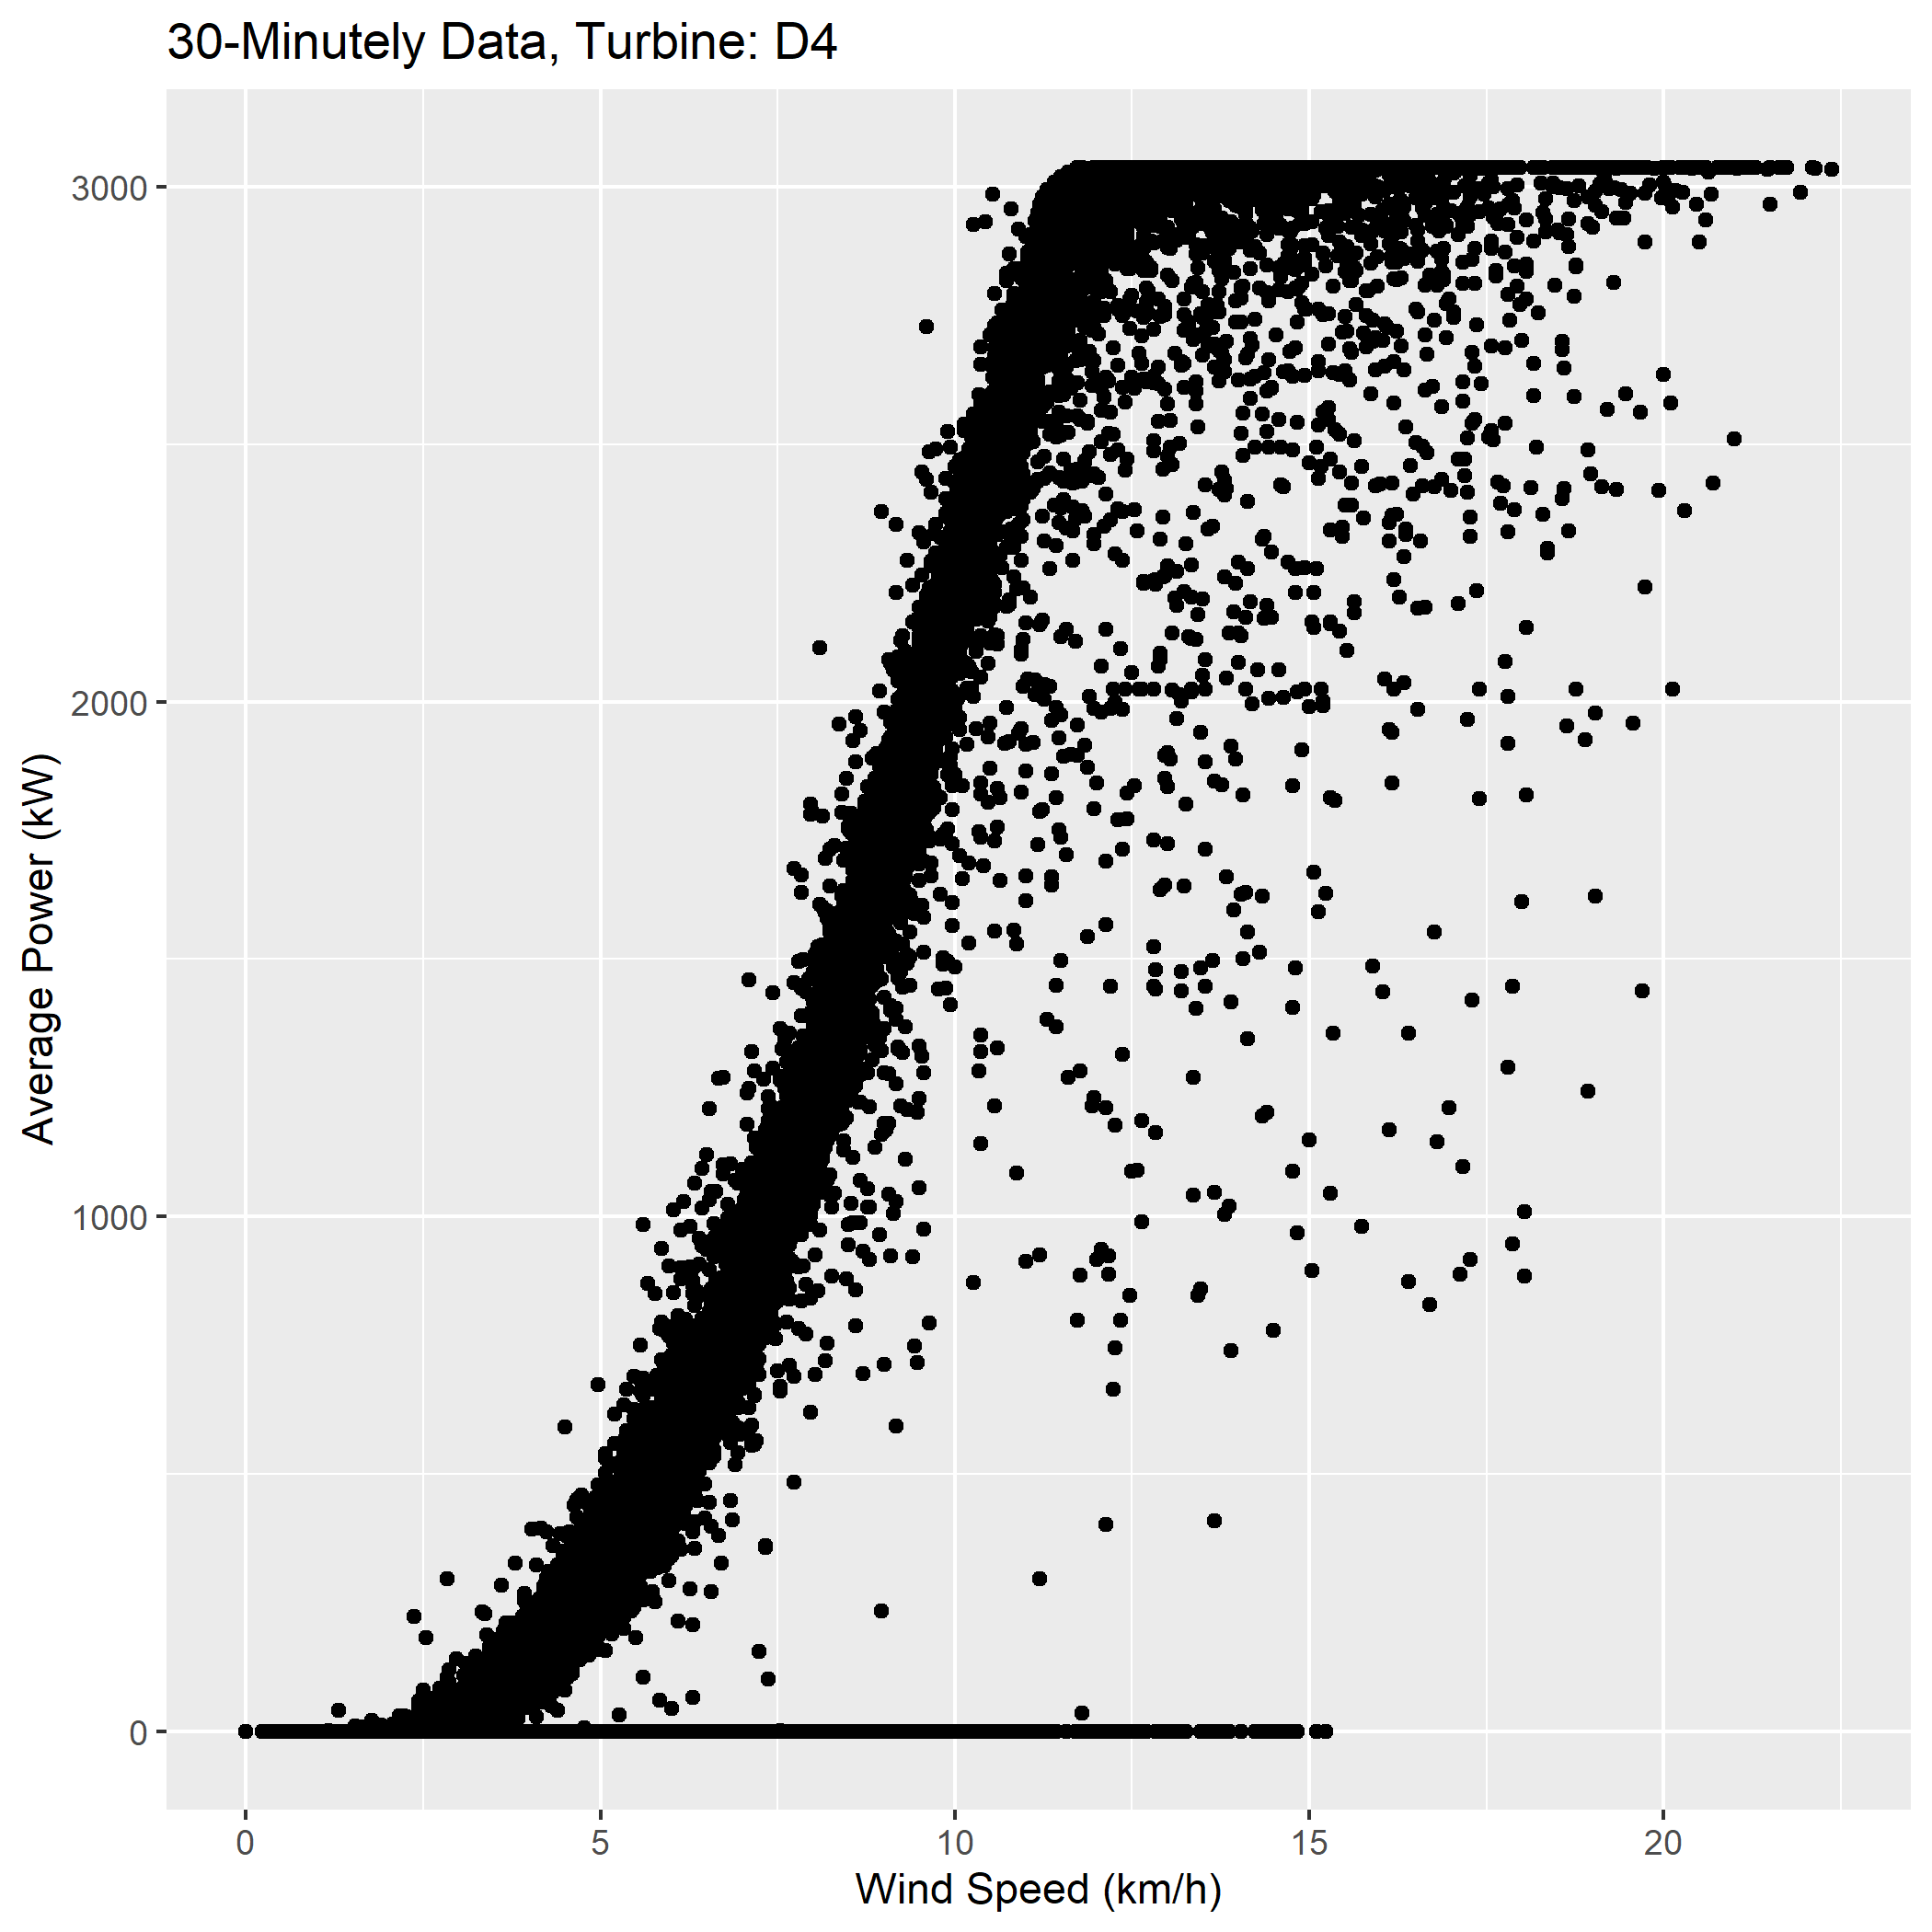 30-Minutely Data, Turbine: D4
3000
2000
1000
0
Average Power (kW)
0 5 10 15 20
Wind Speed (km/h)